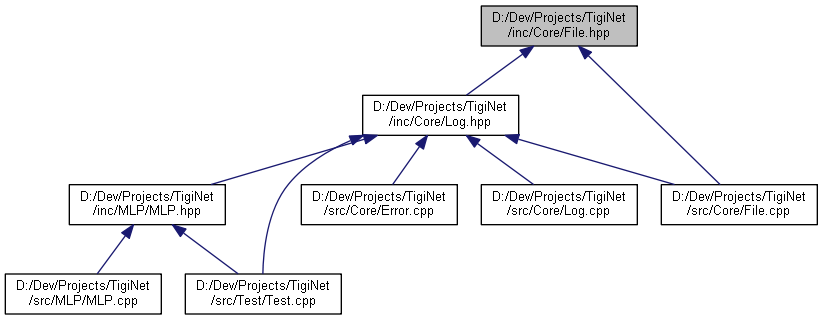 D:/Dev/Projects/TigiNet
/inc/Core/File.hpp
D:/Dev/Projects/TigiNet
/inc/Core/Log.hpp
D:/Dev/Projects/TigiNet
/inc/MLP/MLP.hpp
D:/Dev/Projects/TigiNet
/src/Core/Error.cpp
D:/Dev/Projects/TigiNet
/src/Core/Log.cpp
D:/Dev/Projects/TigiNet
/src/Core/File.cpp
D:/Dev/Projects/TigiNet
/src/MLP/MLP.cpp
D:/Dev/Projects/TigiNet
/src/Test/Test.cpp